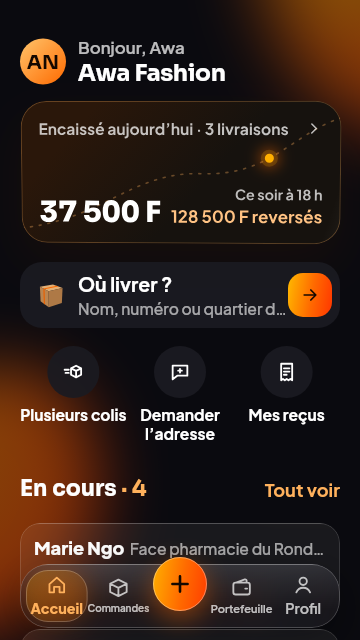 AN
Bonjour, Awa
Awa Fashion
Encaissé aujourd’hui · 3 livraisons
Ce soir à 18 h
37 500 F
128 500 F reversés
Où livrer ?
Nom, numéro ou quartier d…
Plusieurs colis
Demander
l’adresse
Mes reçus
En cours · 4
Tout voir
Marie Ngo Face pharmacie du Rond…
Accueil
Commandes
Portefeuille
Profil